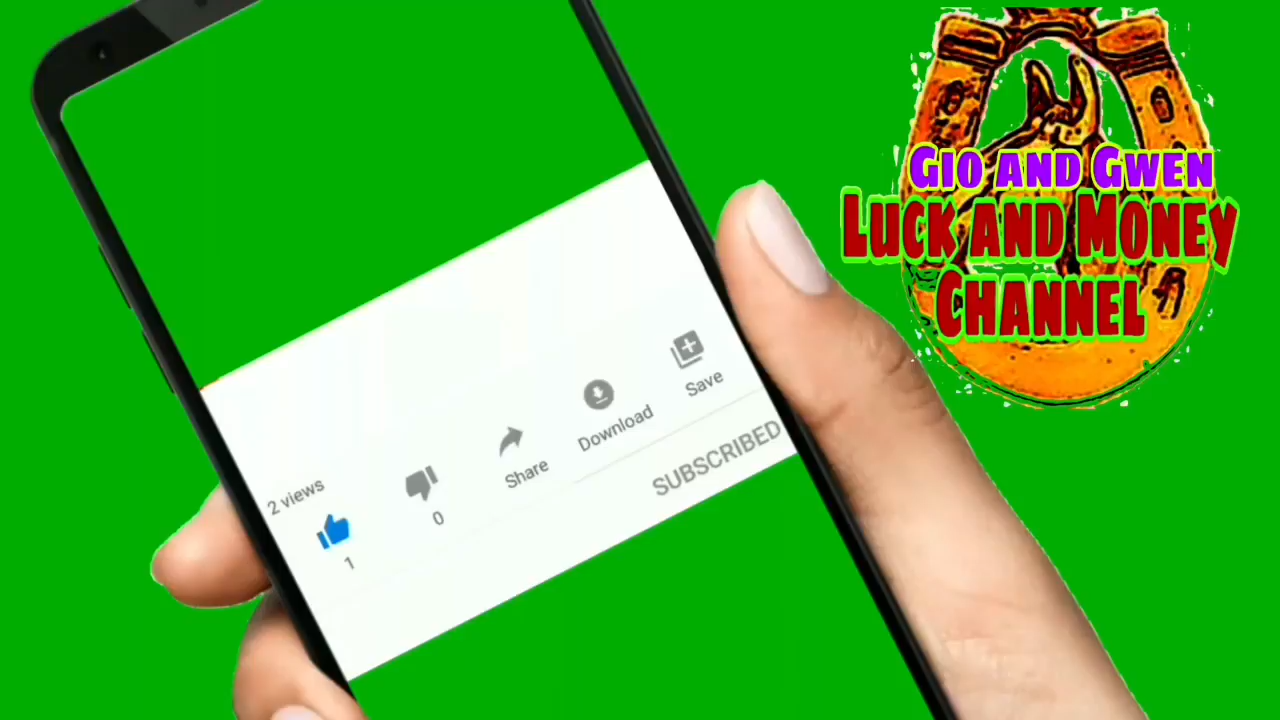 Gio and Gwen
Luck and Money
Channel
2 views
1
0
Share
Download
Save
SUBSCRIBED